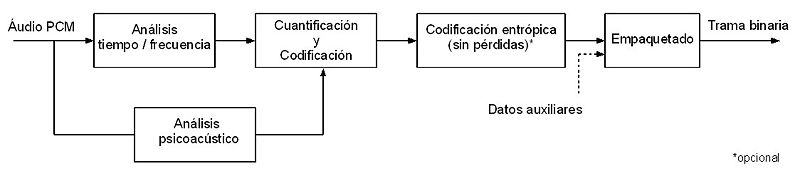 Áudio PCM
Análisis
tiempo / frecuencia
Cuantificación
y
Codificación
Codificación entrópica
(sin pérdidas)*
Empaquetado
Trama binaria
Datos auxiliares
Análisis
psicoacústico
*opcional